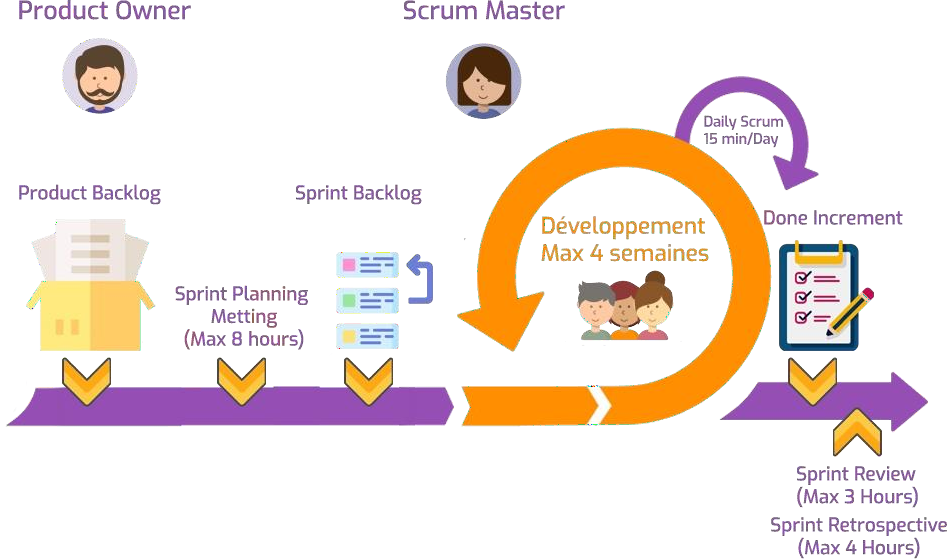 Product Owner
Scrum Master
Daily Scrum
15 min/Day
Product Backlog
Sprint Backlog
Done Increment
Développement
Max 4 semaines
Sprint Planning
Metting
(Max 8 hours)
Sprint Review
(Max 3 Hours)
Sprint Retrospective
(Max 4 Hours)